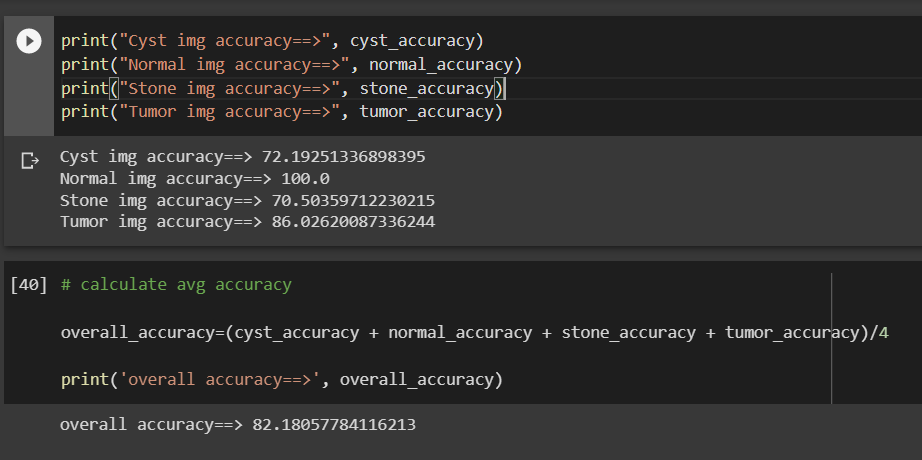 print("Cyst img accuracy==>", cyst_accuracy)
print("Normal img accuracy==>", normal_accuracy)
print("Stone img accuracy==>", stone_accuracy)
print("Tumor img accuracy==>", tumor_accuracy)
Cyst img accuracy==> 72.19251336898395
Normal img accuracy==> 100.0
Stone img accuracy==> 70.50359712230215
Tumor img accuracy==> 86.02620087336244
[40] # calculate avg accuracy
overall_accuracy=(cyst_accuracy + normal_accuracy + stone_accuracy + tumor_accuracy)/4
print('overall accuracy==>', overall_accuracy)
overall accuracy==> 82.18057784116213